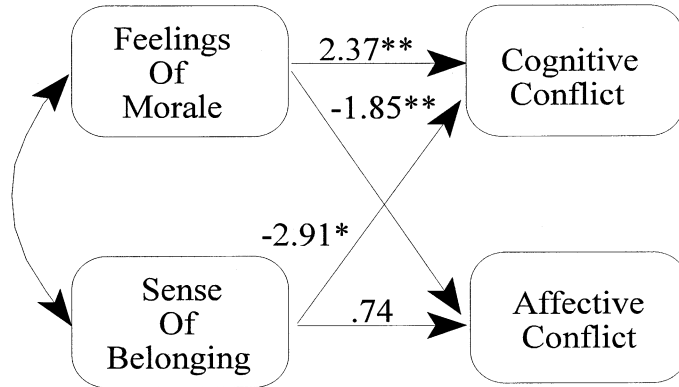 Feelings
Of
Morale
2.37**
Cognitive
Conflict
-1.85**
-2.91*
Sense
Of
Belonging
.74
Affective
Conflict